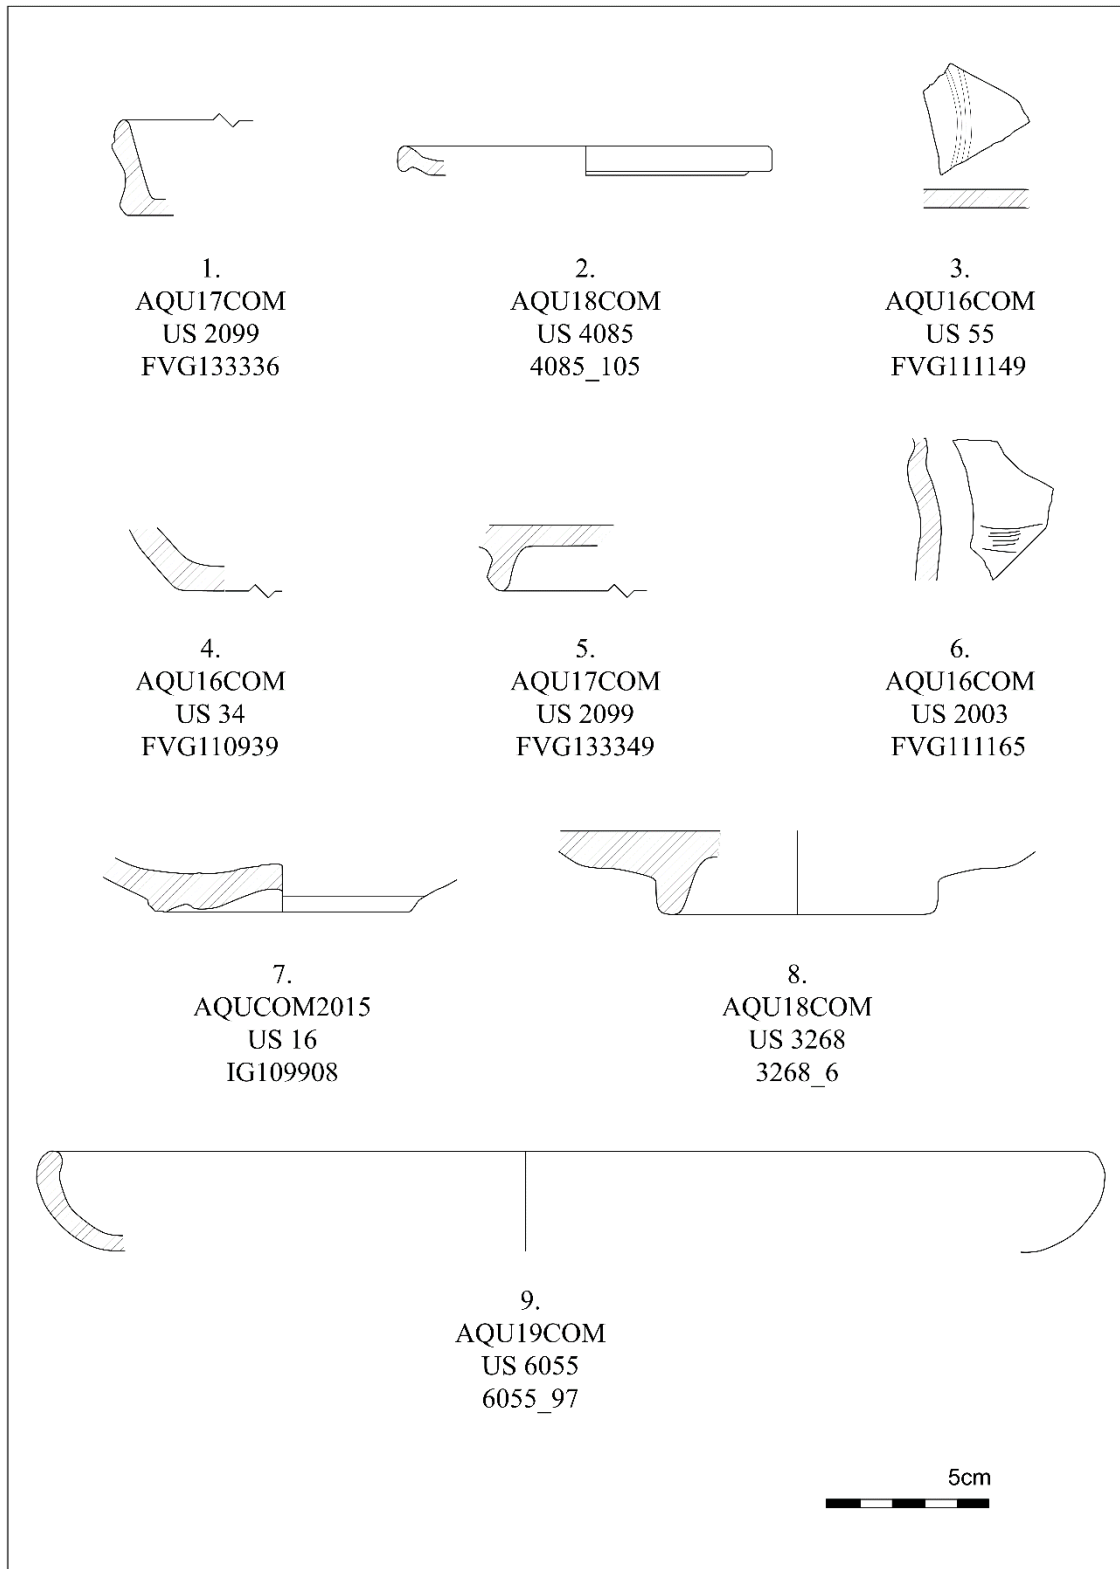 1.
AQU17COM
US 2099
FVG133336
2.
AQU18COM
US 4085
4085_105
3.
AQU16COM
US 55
FVG111149
4.
AQU16COM
US 34
FVG110939
5.
AQU17COM
US 2099
FVG133349
6.
AQU16COM
US 2003
FVG111165
7.
AQUCOM2015
US 16
IG109908
8.
AQU18COM
US 3268
3268_6
9.
AQU19COM
US 6055
6055_97
5cm